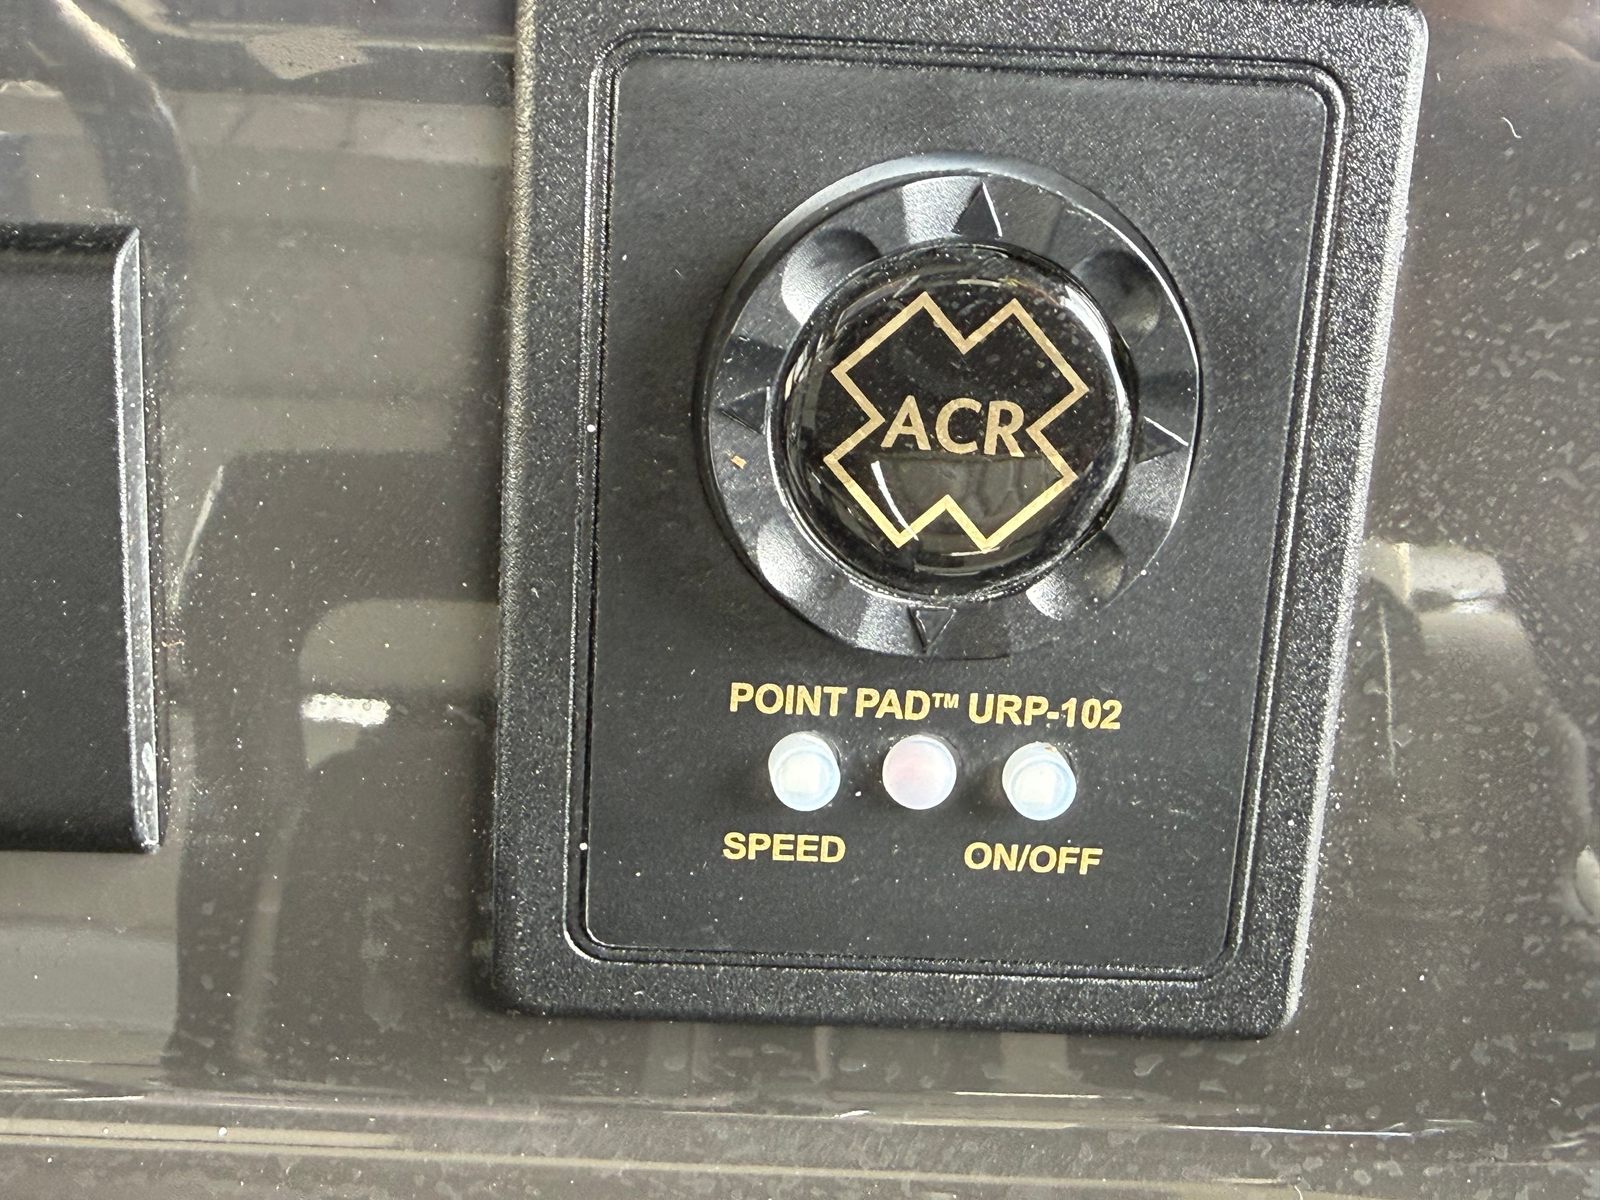 ACR
POINT PAD™ URP-102
SPEED
ON/OFF